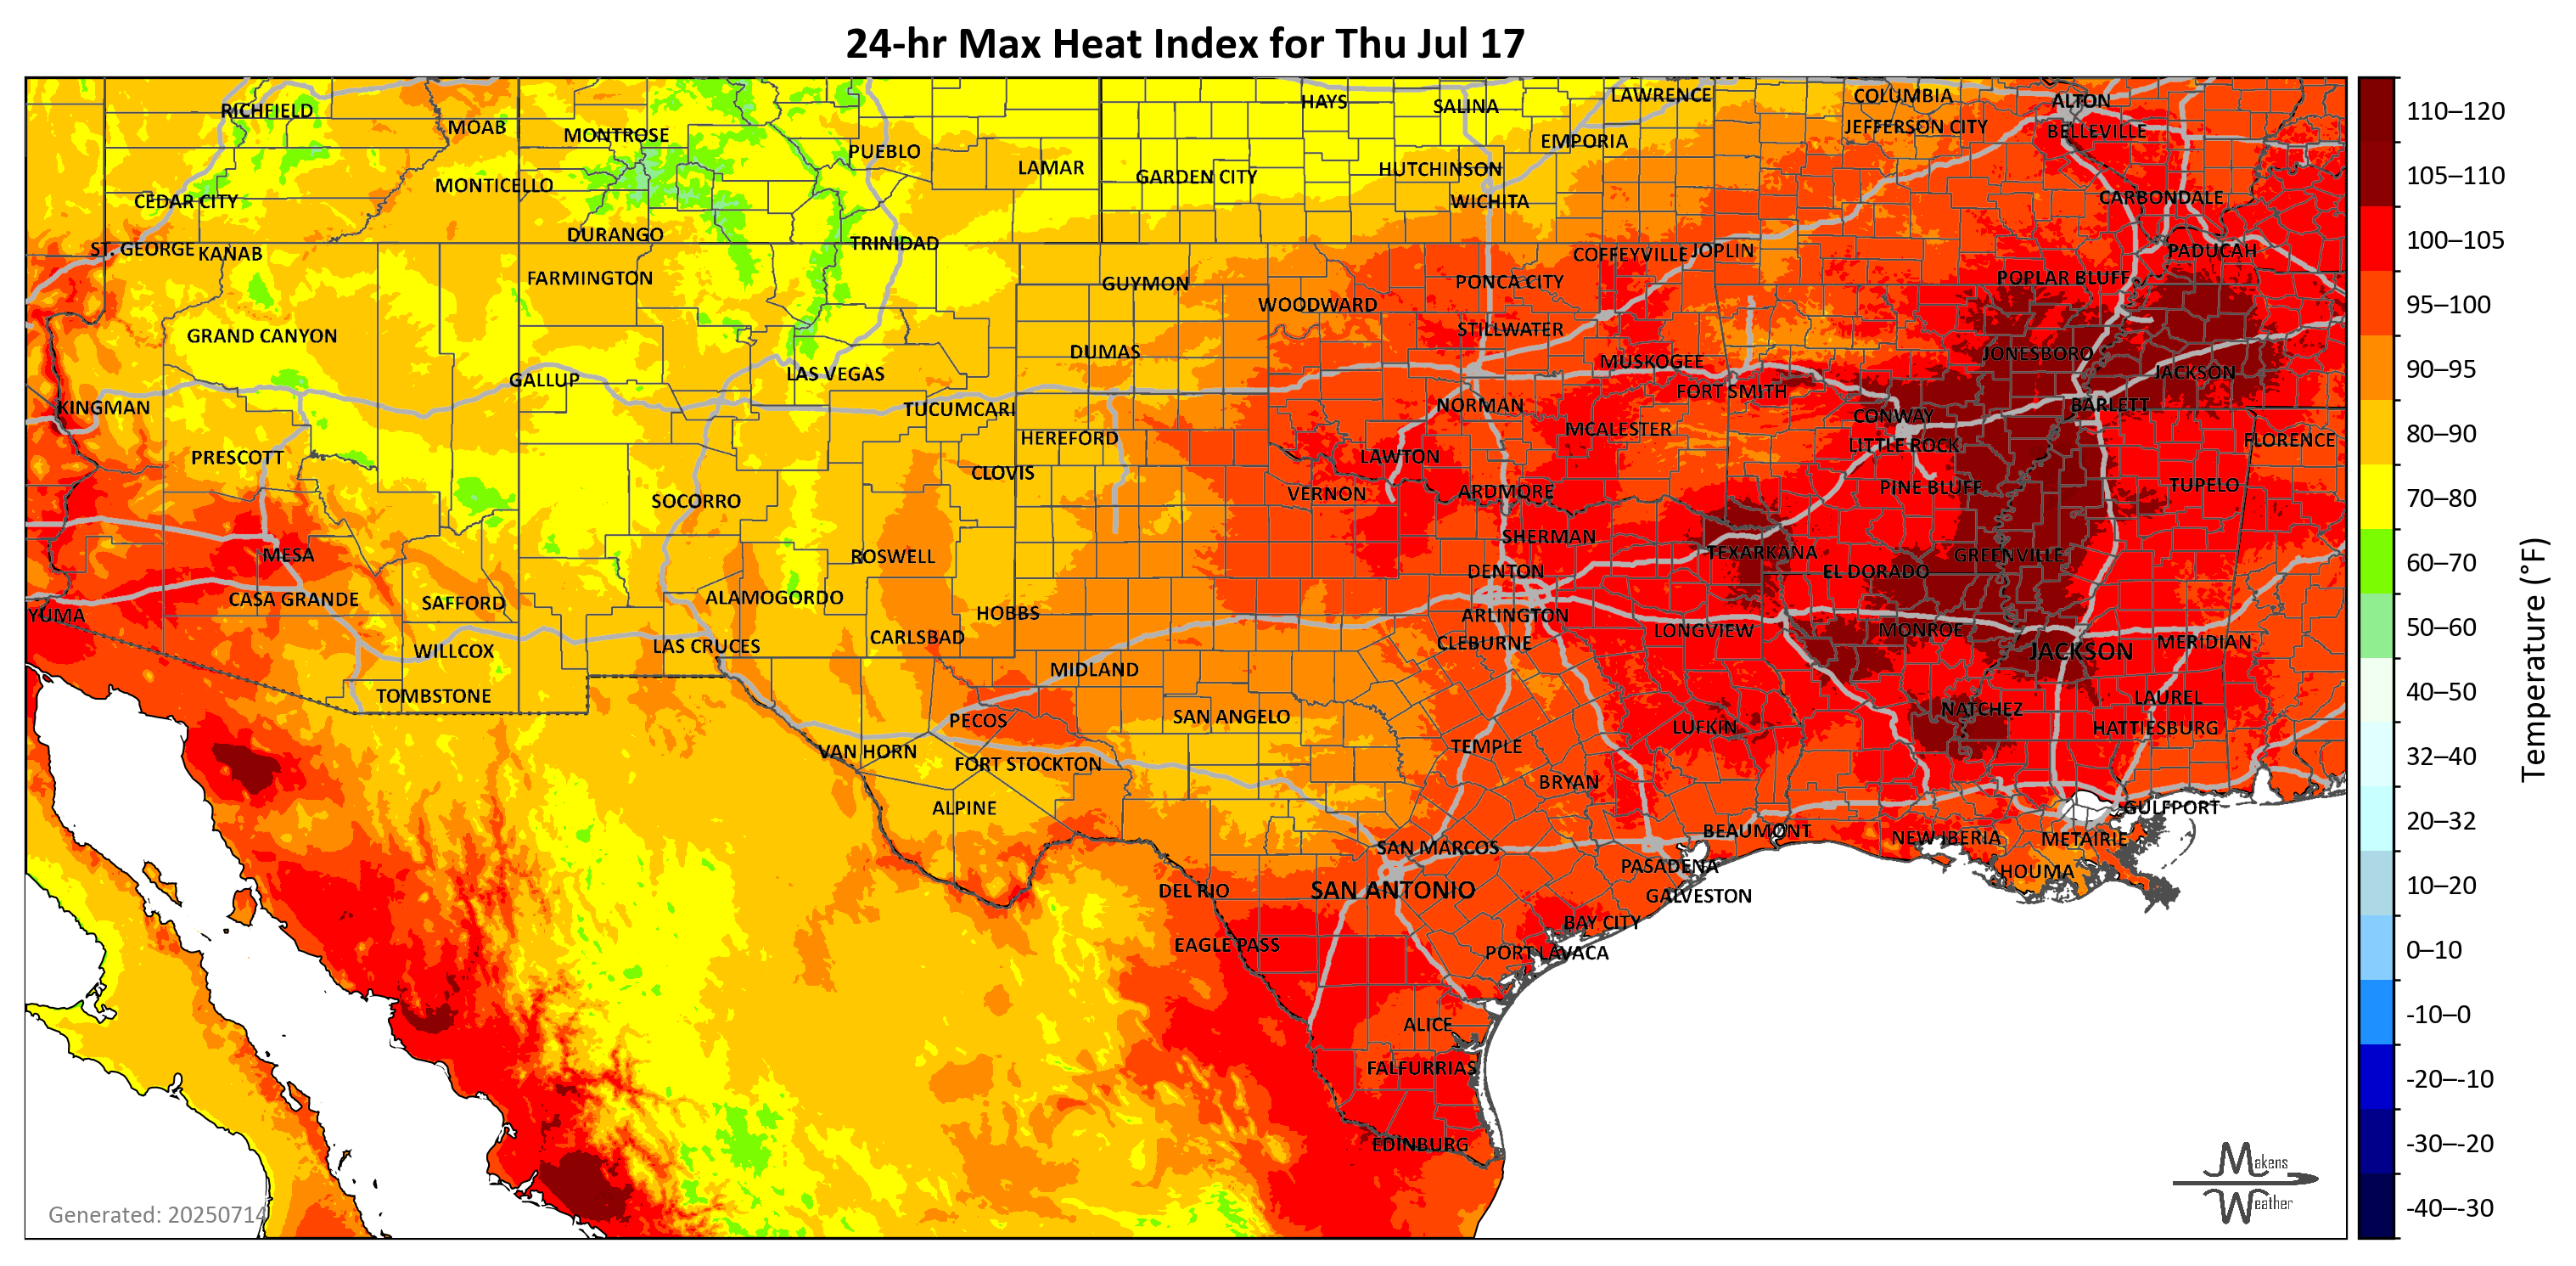 24-hr Max Heat Index for Thu Jul 17
RICHFIELD
MOAB
MONTROSE
PUEBLO
LAMAR
HAYS
SALINA
LAWRENCE
EMPORIA
COLUMBIA
JEFFERSON CITY
ALTON
BELLEVILLE
CEDAR CITY
MONTICELLO
GARDEN CITY
HUTCHINSON
WICHITA
CARBONDALE
ST. GEORGE
KANAB
DURANGO
TRINIDAD
COFFEYVILLE
JOPLIN
PADUCAH
FARMINGTON
GUYMON
WOODWARD
PONCA CITY
POPLAR BLUFF
GRAND CANYON
STILLWATER
DUMAS
MUSKOGEE
JONESBORO
GALLUP
LAS VEGAS
FORT SMITH
JACKSON
KINGMAN
TUCUMCARI
NORMAN
CONWAY
BARLETT
PRESCOTT
HEREFORD
MCALESTER
LITTLE ROCK
FLORENCE
CLOVIS
LAWTON
SOCORRO
VERNON
ARDMORE
PINE BLUFF
TUPELO
MESA
ROSWELL
SHERMAN
TEXARKANA
GREENVILLE
DENTON
EL DORADO
YUMA
CASA GRANDE
SAFFORD
ALAMOGORDO
HOBBS
ARLINGTON
WILLCOX
LAS CRUCES
CARLSBAD
CLEBURNE
LONGVIEW
MONROE
JACKSON
MERIDIAN
TOMBSTONE
MIDLAND
PECOS
SAN ANGELO
LUFKIN
NATCHEZ
LAUREL
HATTIESBURG
VAN HORN
FORT STOCKTON
TEMPLE
BRYAN
ALPINE
GULFPORT
SAN MARCOS
BEAUMONT
NEW IBERIA
METAIRIE
DEL RIO
SAN ANTONIO
PASADENA
HOUMA
GALVESTON
EAGLE PASS
BAY CITY
PORT LAVACA
ALICE
FALFURRIAS
EDINBURG
Generated: 20250714
Makens
Weather
110–120
105–110
100–105
95–100
90–95
80–90
70–80
60–70
50–60
40–50
32–40
20–32
10–20
0–10
-10–0
-20–-10
-30–-20
-40–-30
Temperature (°F)